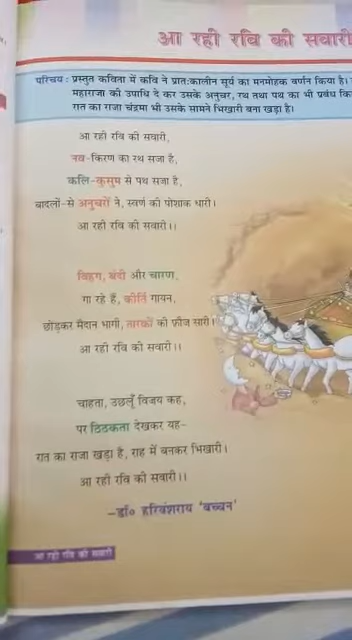 आ रही रवि की सवारी
परिचय : प्रस्तुत कविता में कवि ने प्रात:कालीन सूर्य का मनमोहक वर्णन किया है।
महाराजा की उपाधि दे कर उसके अनुचर, रथ तथा पथ का भी प्रबंध
रात का राजा चंद्रमा भी उसके सामने भिखारी बना खड़ा है।
आ रही रवि की सवारी,
नव-किरण का रथ सजा है,
कलि-कुसुम से पथ सजा है,
बादलों-से अनुचरों ने, स्वर्ण की पोशाक धारी।
आ रही रवि की सवारी।।
विहग, बंदी और चारण,
गा रहे हैं, कीर्ति गायन,
छोड़कर मैदान भागी, तारकों की फ़ौज सारी।
आ रही रवि की सवारी।।
चाहता, उछलूँ विजय कह,
पर ठिठकता देखकर यह-
रात का राजा खड़ा है, राह में बनकर भिखारी।
आ रही रवि की सवारी।।
-डॉ० हरिवंशराय 'बच्चन'
आ रही रवि की सवारी